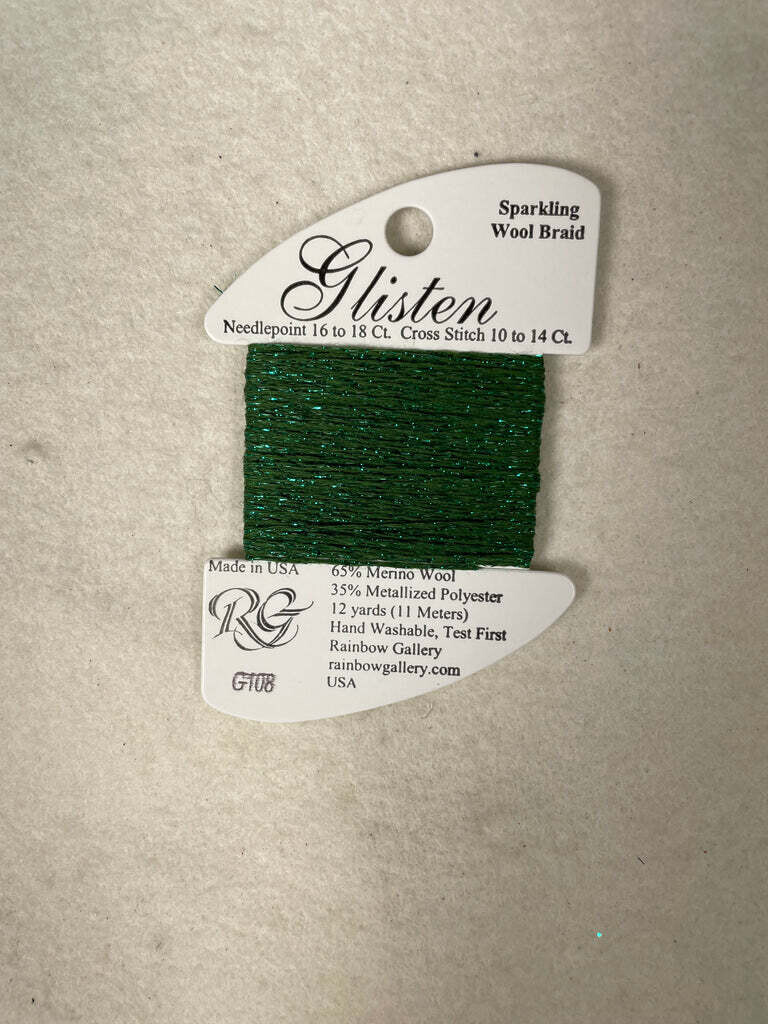 Sparkling
Wool Braid
Glisten
Needlepoint 16 to 18 Ct. Cross Stitch 10 to 14 Ct.
Made in USA
RG
GT08
65% Merino Wool
35% Metallized Polyester
12 yards (11 Meters)
Hand Washable, Test First
Rainbow Gallery
rainbowgallery.com
USA